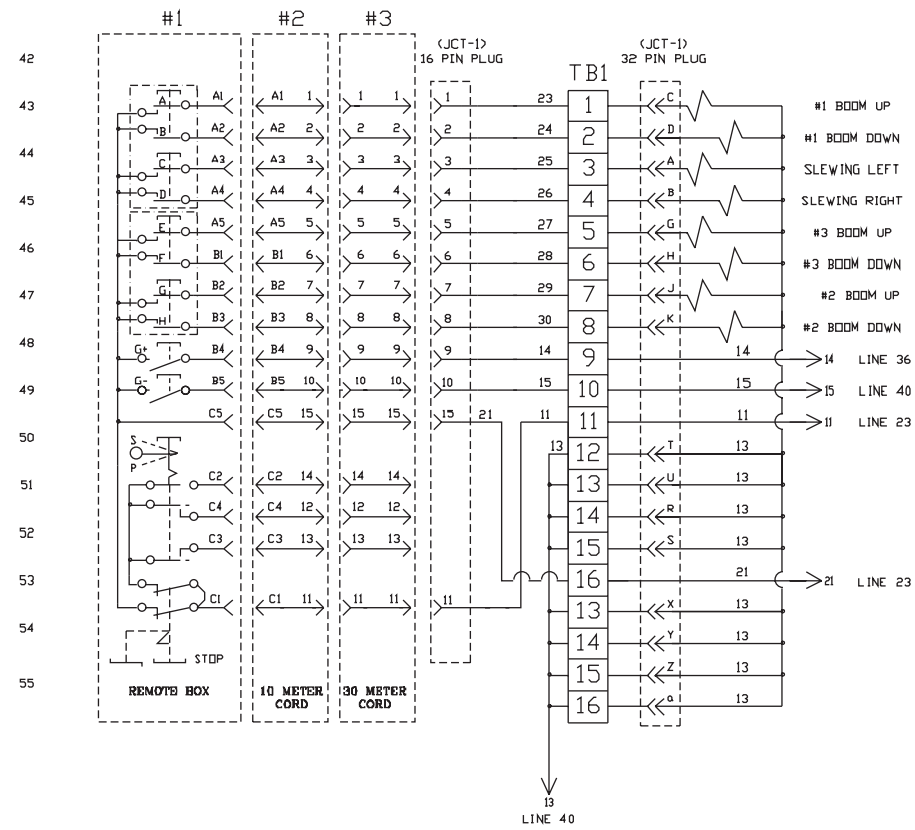 #1 #2 #3
(JCT-1) (JCT-1)
42 16 PIN PLUG 32 PIN PLUG
TB1
43 A A1 A1 1 1 1 1 23 1 C #1 BOOM UP
B A2 A2 2 2 2 2 24 2 D #1 BOOM DOWN
44 C A3 A3 3 3 3 3 25 3 A SLEWING LEFT
45 D A4 A4 4 4 4 4 26 4 B SLEWING RIGHT
E A5 A5 5 5 5 5 27 5 G #3 BOOM UP
46 F B1 B1 6 6 6 6 28 6 H #3 BOOM DOWN
47 G B2 B2 7 7 7 7 29 7 J #2 BOOM UP
H B3 B3 8 8 8 8 30 8 K #2 BOOM DOWN
48 G+ B4 B4 9 9 9 9 14 9 14 14 LINE 36
49 G- B5 B5 10 10 10 10 15 10 15 15 LINE 40
C5 C5 15 15 15 15 21 11 11 11 11 LINE 23
50 S P 13 12 T 13
51 C2 C2 14 14 14 13 U 13
C4 C4 12 12 12 14 R 13
52 C3 C3 13 13 13 15 S 13
53 16 21 21 LINE 23
C1 C1 11 11 11 11 13 X 13
54 14 Y 13
STOP
55 15 Z 13
REMOTE BOX 10 METER CORD 30 METER CORD 16 a 13
13
LINE 40